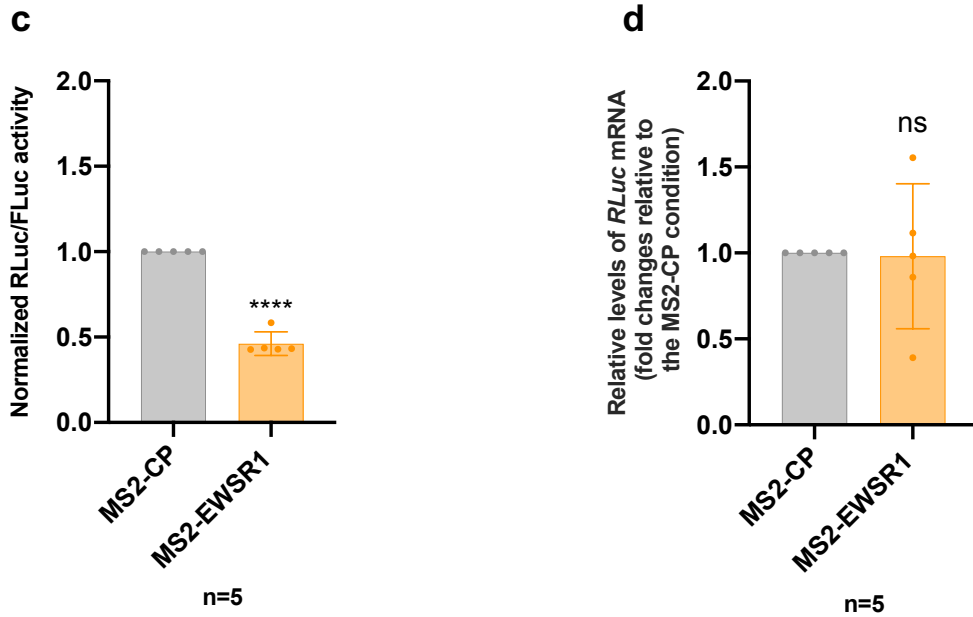 c
Normalized RLuc/FLuc activity
2.0
1.5
1.0
0.5
0.0
****
MS2-CP
MS2-EWSR1
n=5
d
Relative levels of RLuc mRNA
(fold changes relative to
the MS2-CP condition)
2.0
1.5
1.0
0.5
0.0
ns
MS2-CP
MS2-EWSR1
n=5